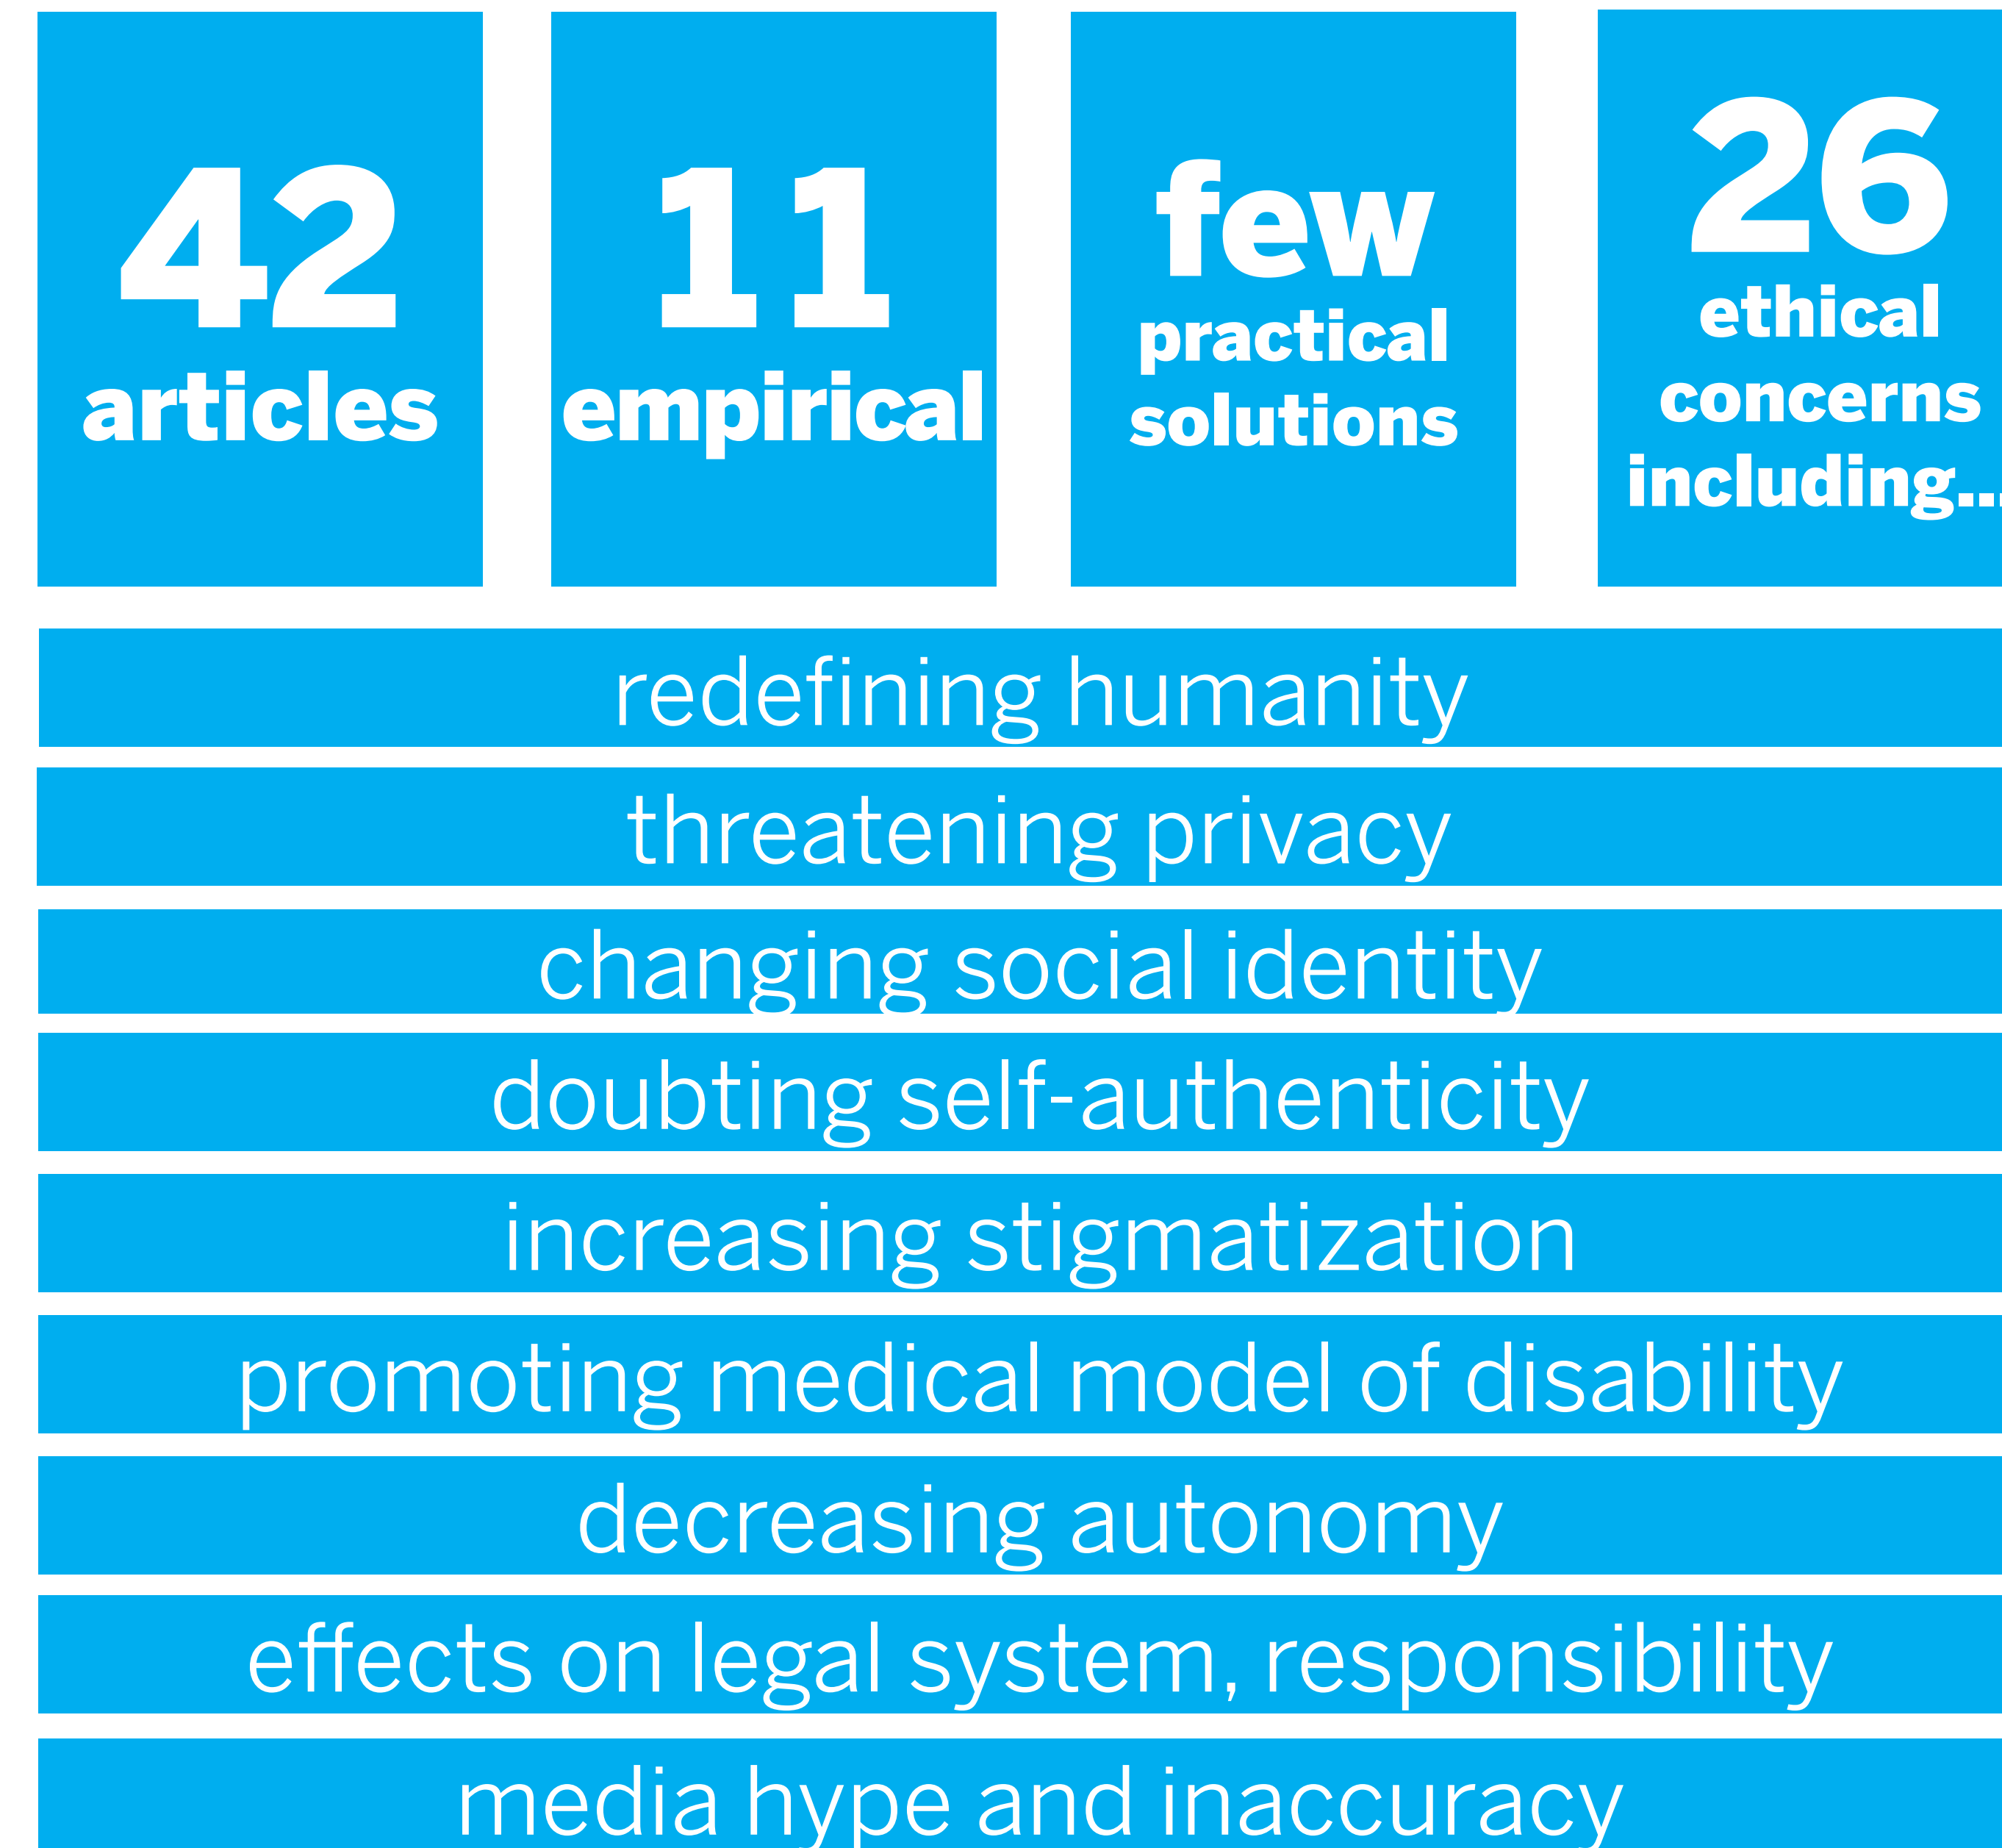 42
articles
11
empirical
few
practical
solutions
26
ethical
concerns
including...
redefining humanity
threatening privacy
changing social identity
doubting self-authenticity
increasing stigmatization
promoting medical model of disability
decreasing autonomy
effects on legal system, responsibility
media hype and inaccuracy